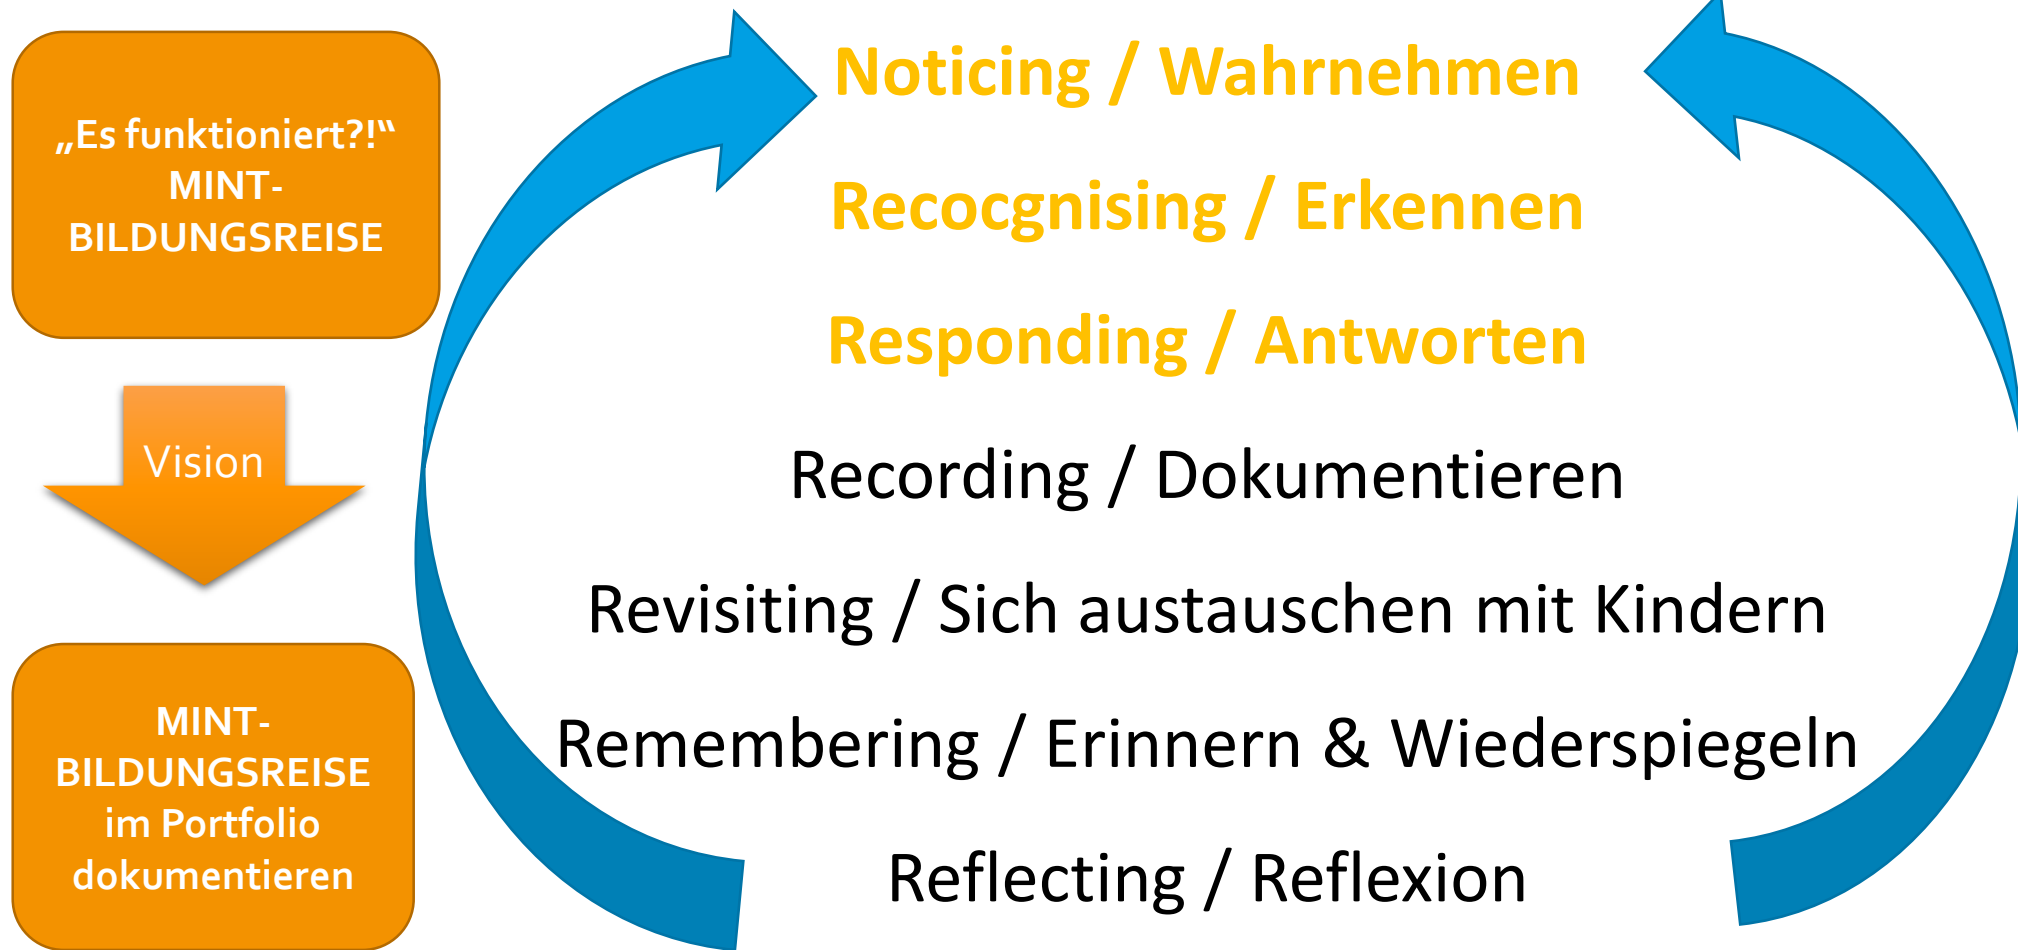 „Es funktioniert?!“
MINT-
BILDUNGSREISE
Vision
MINT-
BILDUNGSREISE
im Portfolio
dokumentieren
Noticing / Wahrnehmen
Recocgnising / Erkennen
Responding / Antworten
Recording / Dokumentieren
Revisiting / Sich austauschen mit Kindern
Remembering / Erinnern & Wiederspiegeln
Reflecting / Reflexion